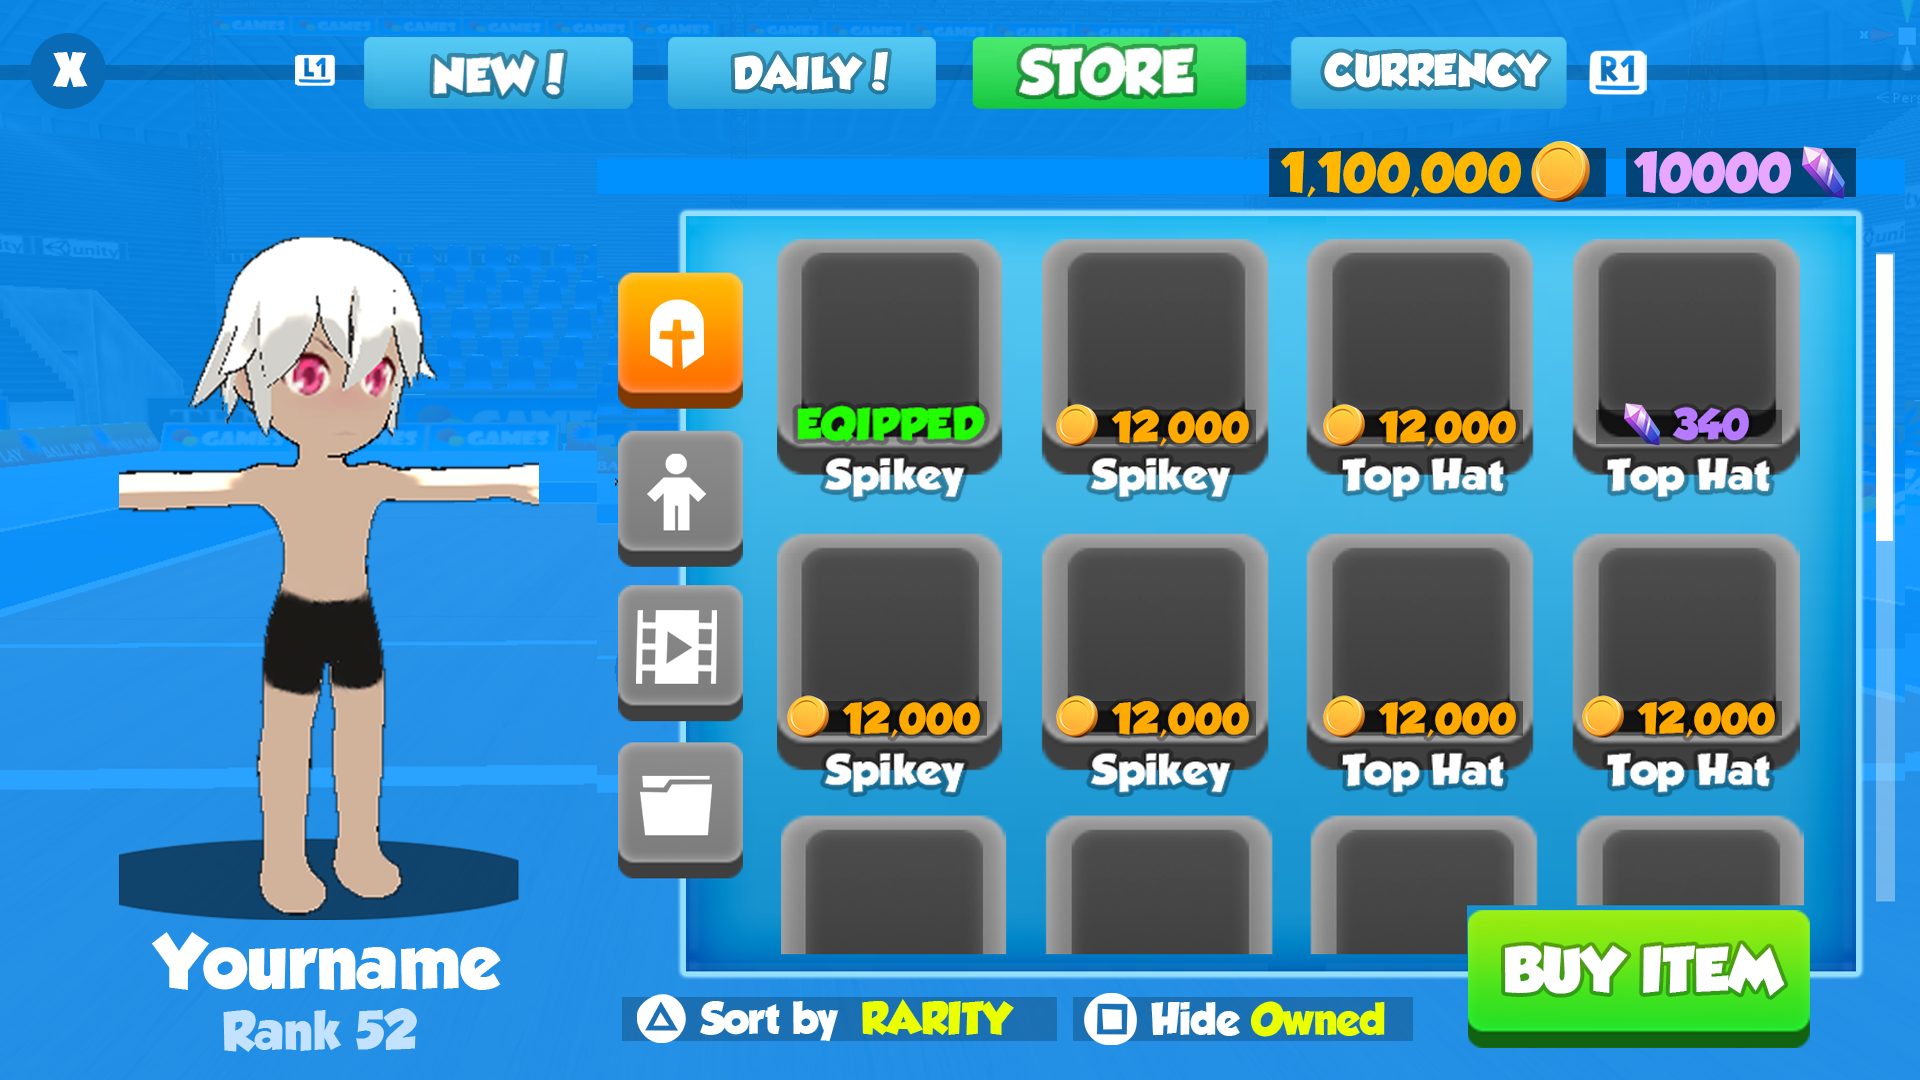 X
L1
NEW!
DAILY!
STORE
CURRENCY
R1
1,100,000
10000
unity
EQIPPED
12,000
12,000
340
Spikey
Spikey
Top Hat
Top Hat
12,000
12,000
12,000
12,000
Spikey
Spikey
Top Hat
Top Hat
Yourname
Rank 52
Sort by RARITY
Hide Owned
BUY ITEM